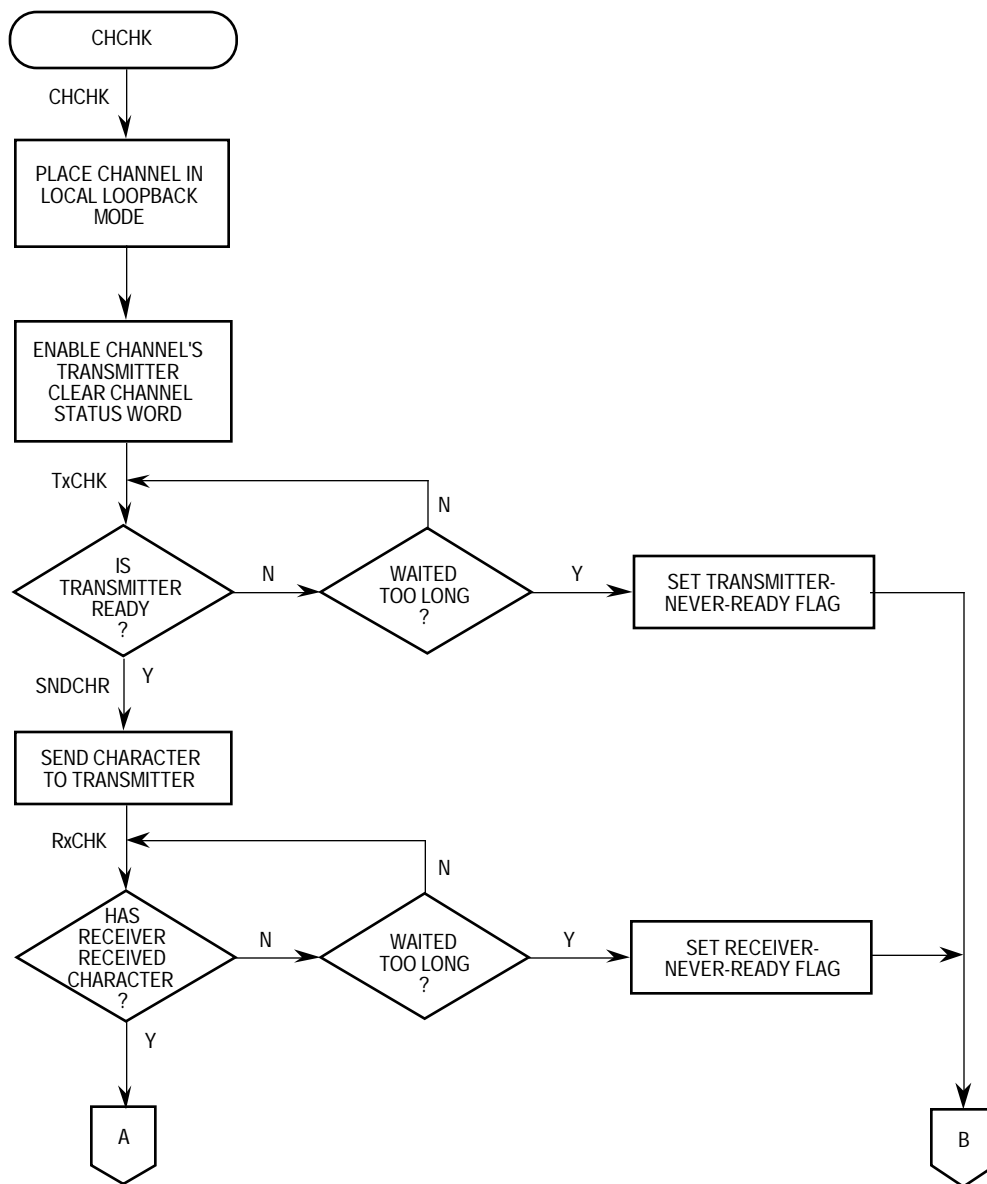 CHCHK
CHCHK
PLACE CHANNEL IN
LOCAL LOOPBACK
MODE
ENABLE CHANNEL'S
TRANSMITTER
CLEAR CHANNEL
STATUS WORD
TxCHK
N
IS
TRANSMITTER
READY
?
N
WAITED
TOO LONG
?
Y
SET TRANSMITTER-
NEVER-READY FLAG
SNDCHR
Y
SEND CHARACTER
TO TRANSMITTER
RxCHK
N
HAS
RECEIVER
RECEIVED
CHARACTER
?
N
WAITED
TOO LONG
?
Y
SET RECEIVER-
NEVER-READY FLAG
Y
A
B